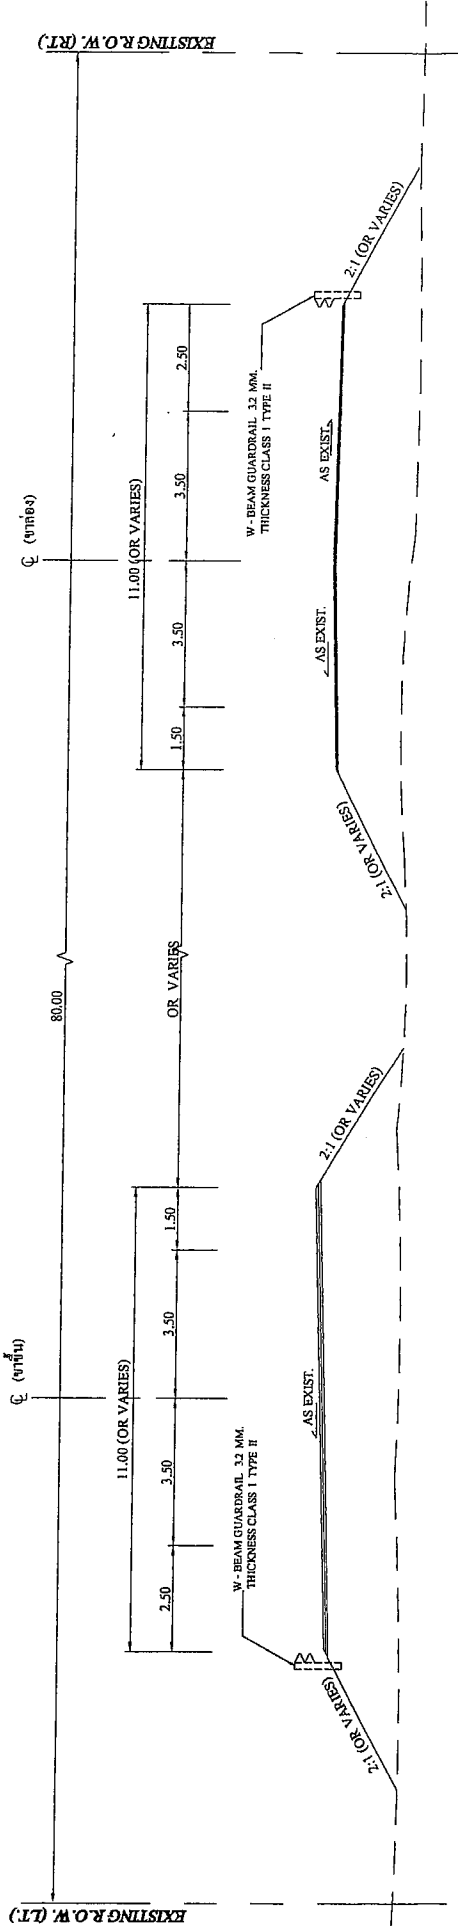 EXISTING R.O.W. (LT.)
EXISTING R.O.W. (RT.)
80.00
℄ (ขาขึ้น)
℄ (ขาล่อง)
11.00 (OR VARIES)
11.00 (OR VARIES)
2.50
3.50
3.50
1.50
OR VARIES
1.50
3.50
3.50
2.50
W - BEAM GUARDRAIL 3.2 MM.
THICKNESS CLASS I TYPE II
W - BEAM GUARDRAIL 3.2 MM.
THICKNESS CLASS I TYPE II
2:1 (OR VARIES)
AS EXIST.
2:1 (OR VARIES)
2:1 (OR VARIES)
AS EXIST.
AS EXIST.
2:1 (OR VARIES)